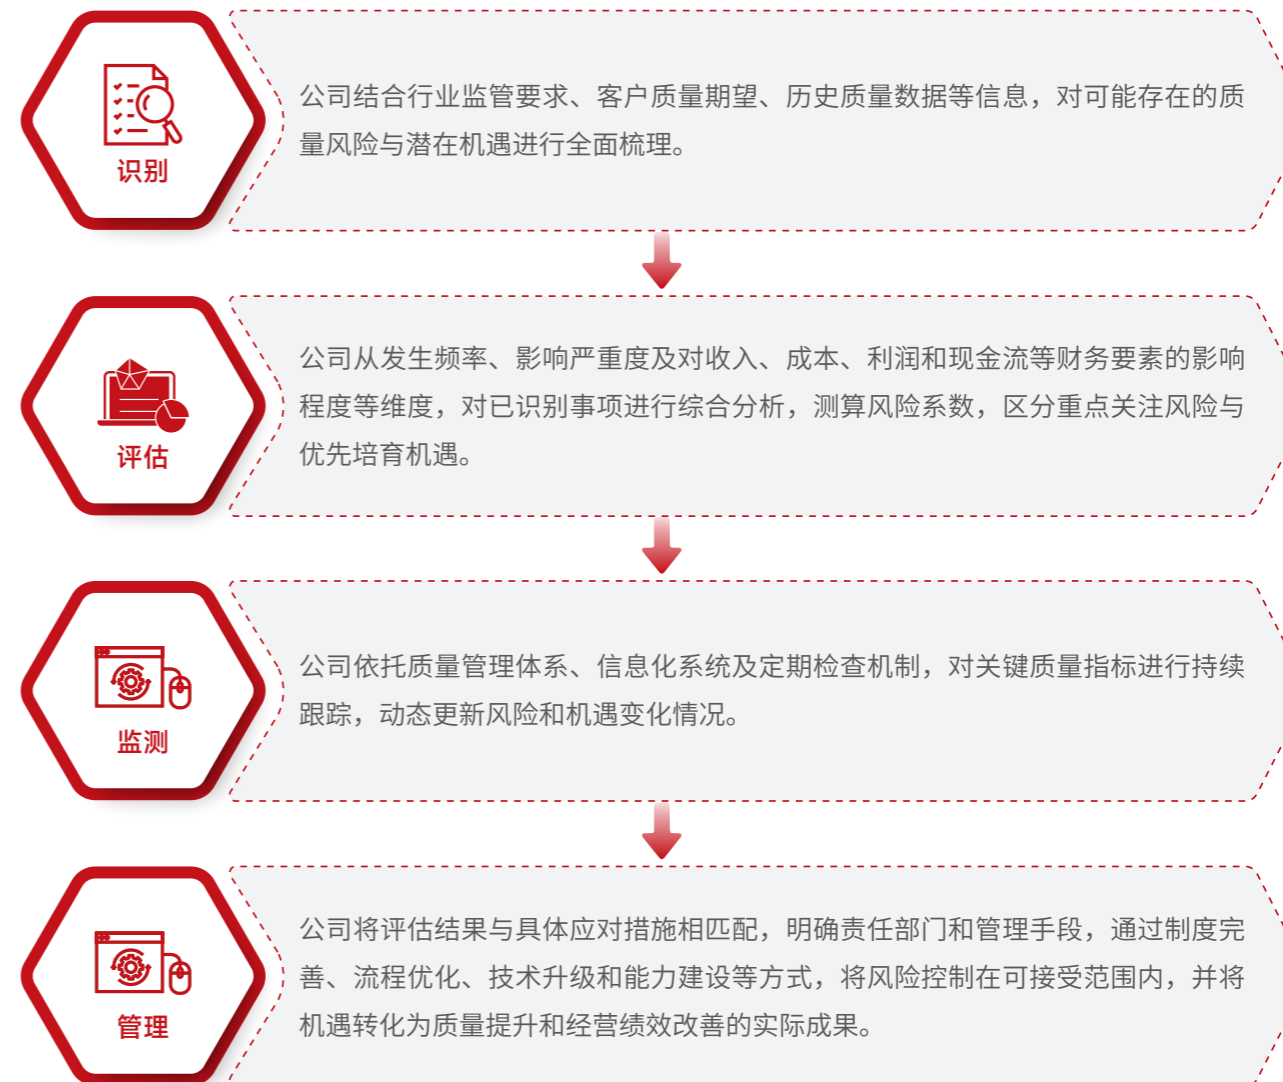 识别
公司结合行业监管要求、客户质量期望、历史质量数据等信息，对可能存在的质
量风险与潜在机遇进行全面梳理。
评估
公司从发生频率、影响严重度及对收入、成本、利润和现金流等财务要素的影响
程度等维度，对已识别事项进行综合分析，测算风险系数，区分重点关注风险与
优先培育机遇。
监测
公司依托质量管理体系、信息化系统及定期检查机制，对关键质量指标进行持续
跟踪，动态更新风险和机遇变化情况。
管理
公司将评估结果与具体应对措施相匹配，明确责任部门和管理手段，通过制度完
善、流程优化、技术升级和能力建设等方式，将风险控制在可接受范围内，并将
机遇转化为质量提升和经营绩效改善的实际成果。